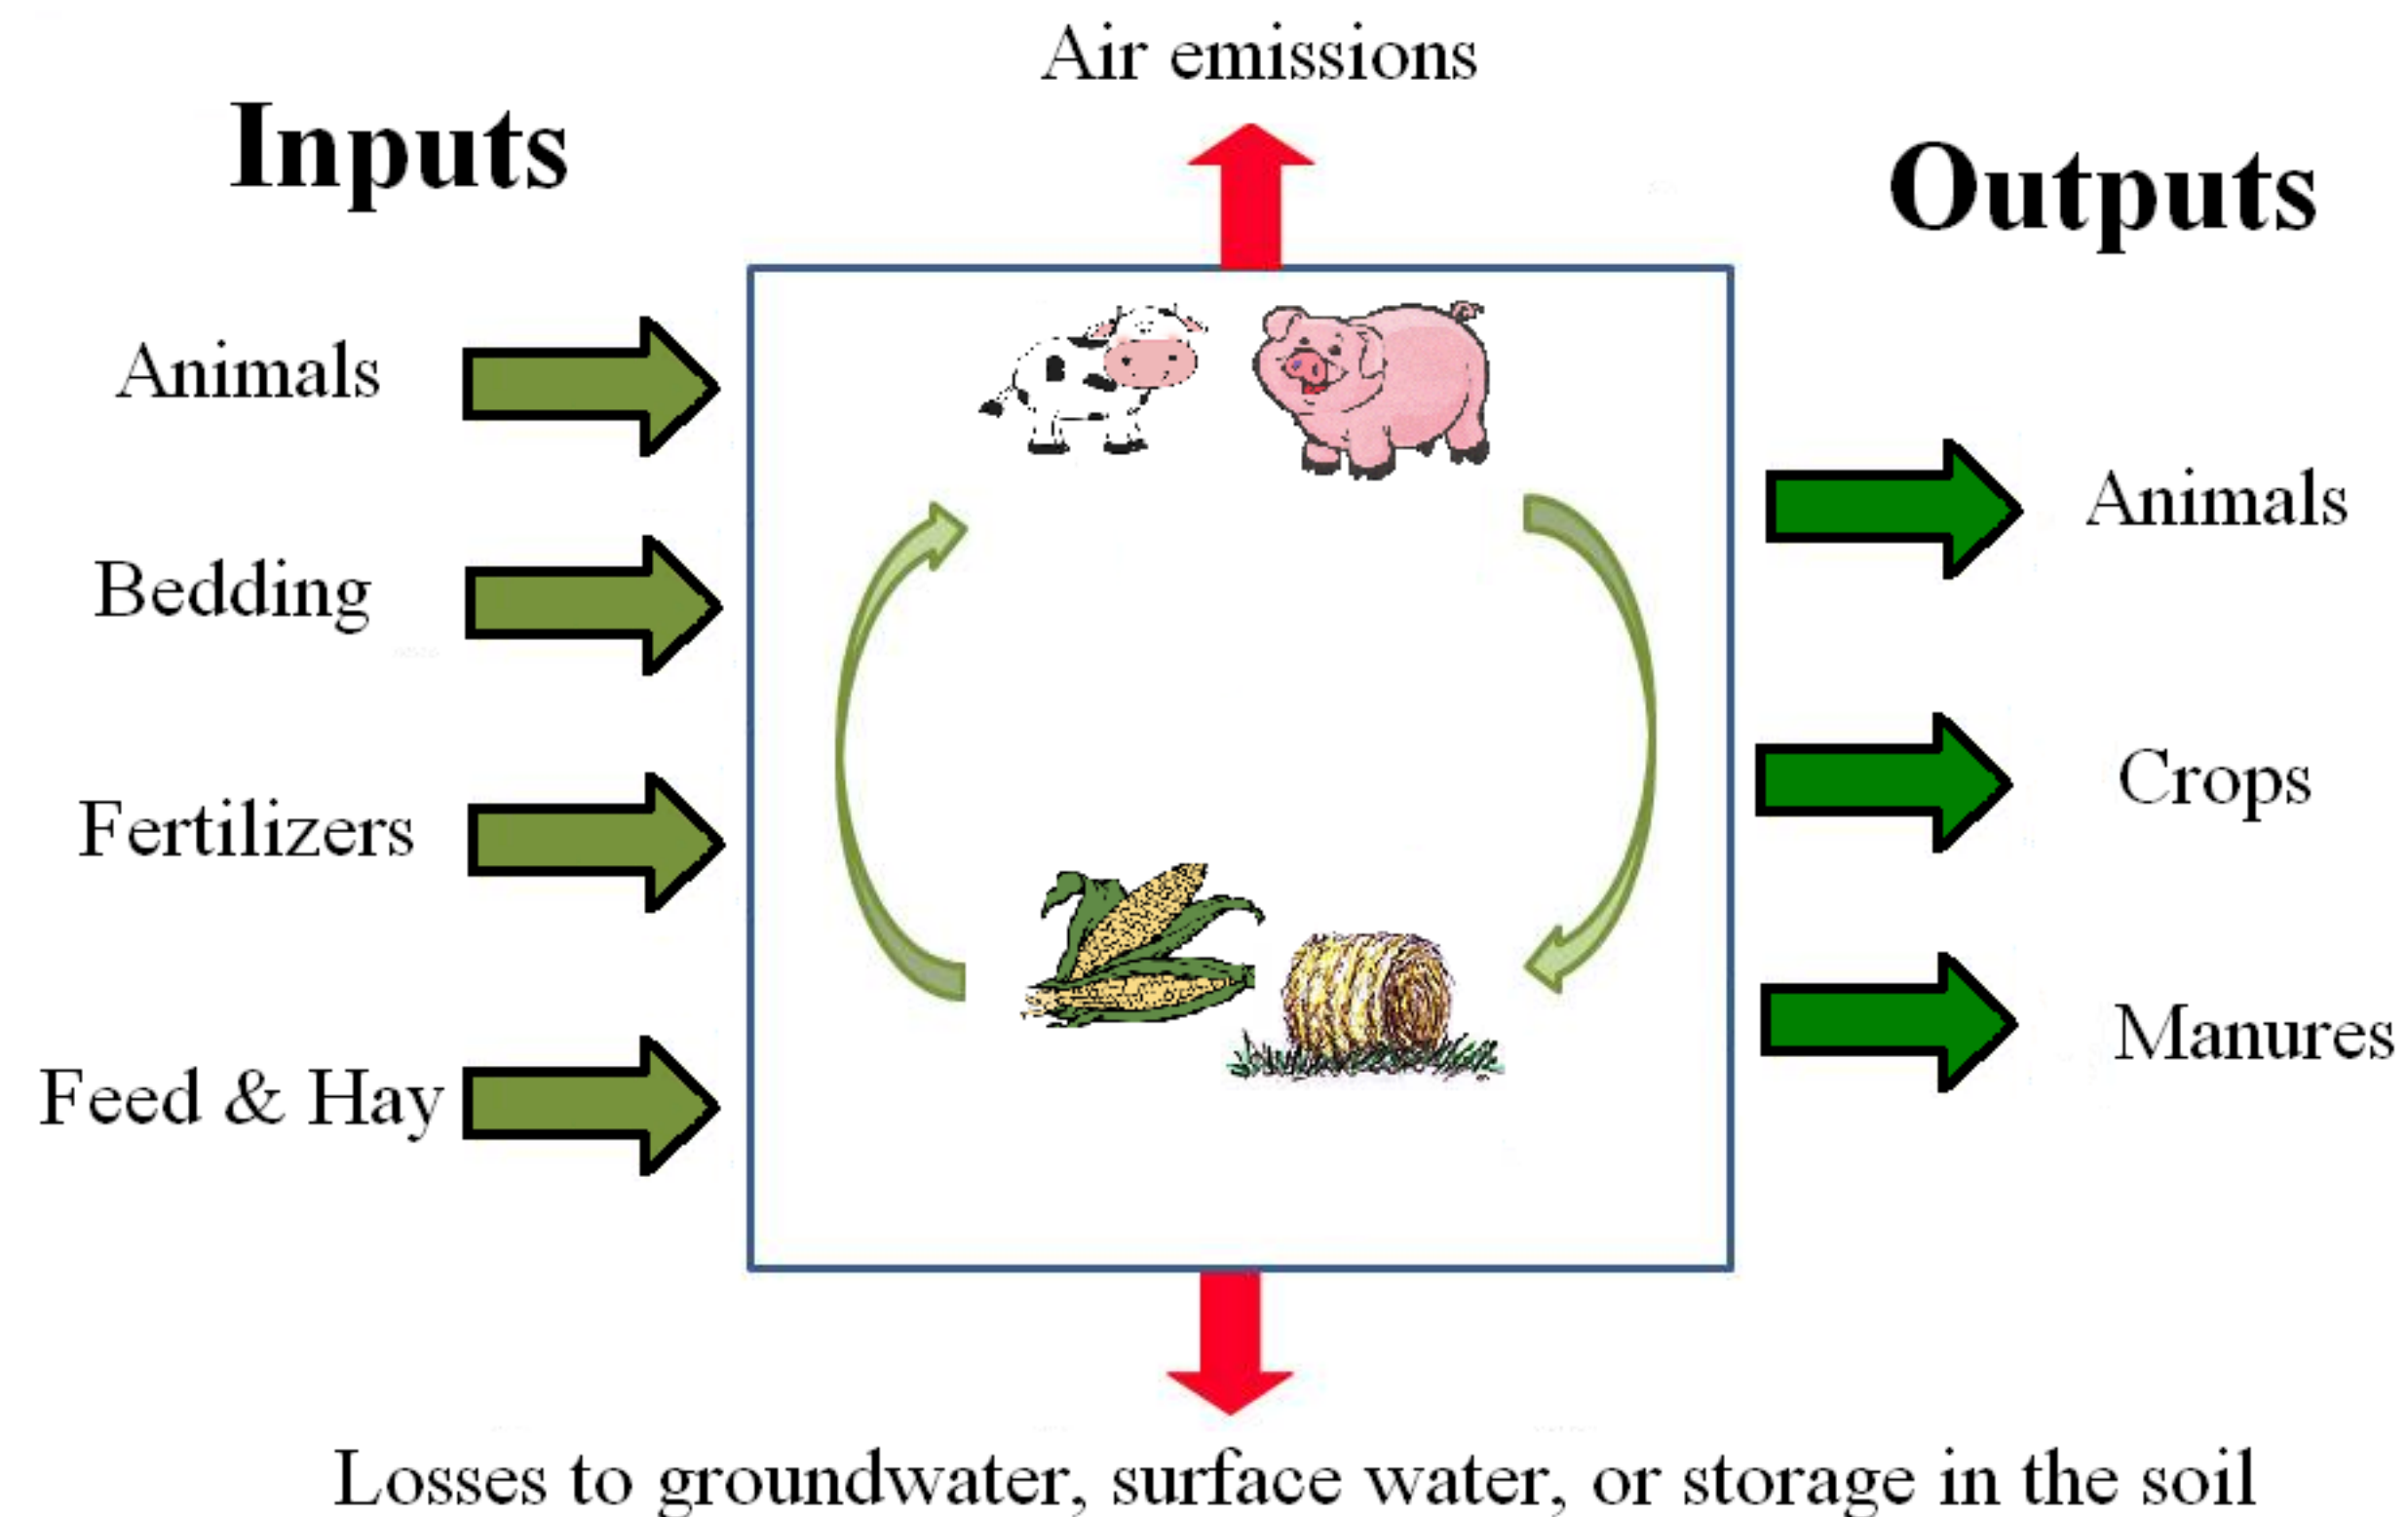 Air emissions
Inputs
Outputs
Animals
Bedding
Fertilizers
Feed & Hay
Animals
Crops
Manures
Losses to groundwater, surface water, or storage in the soil